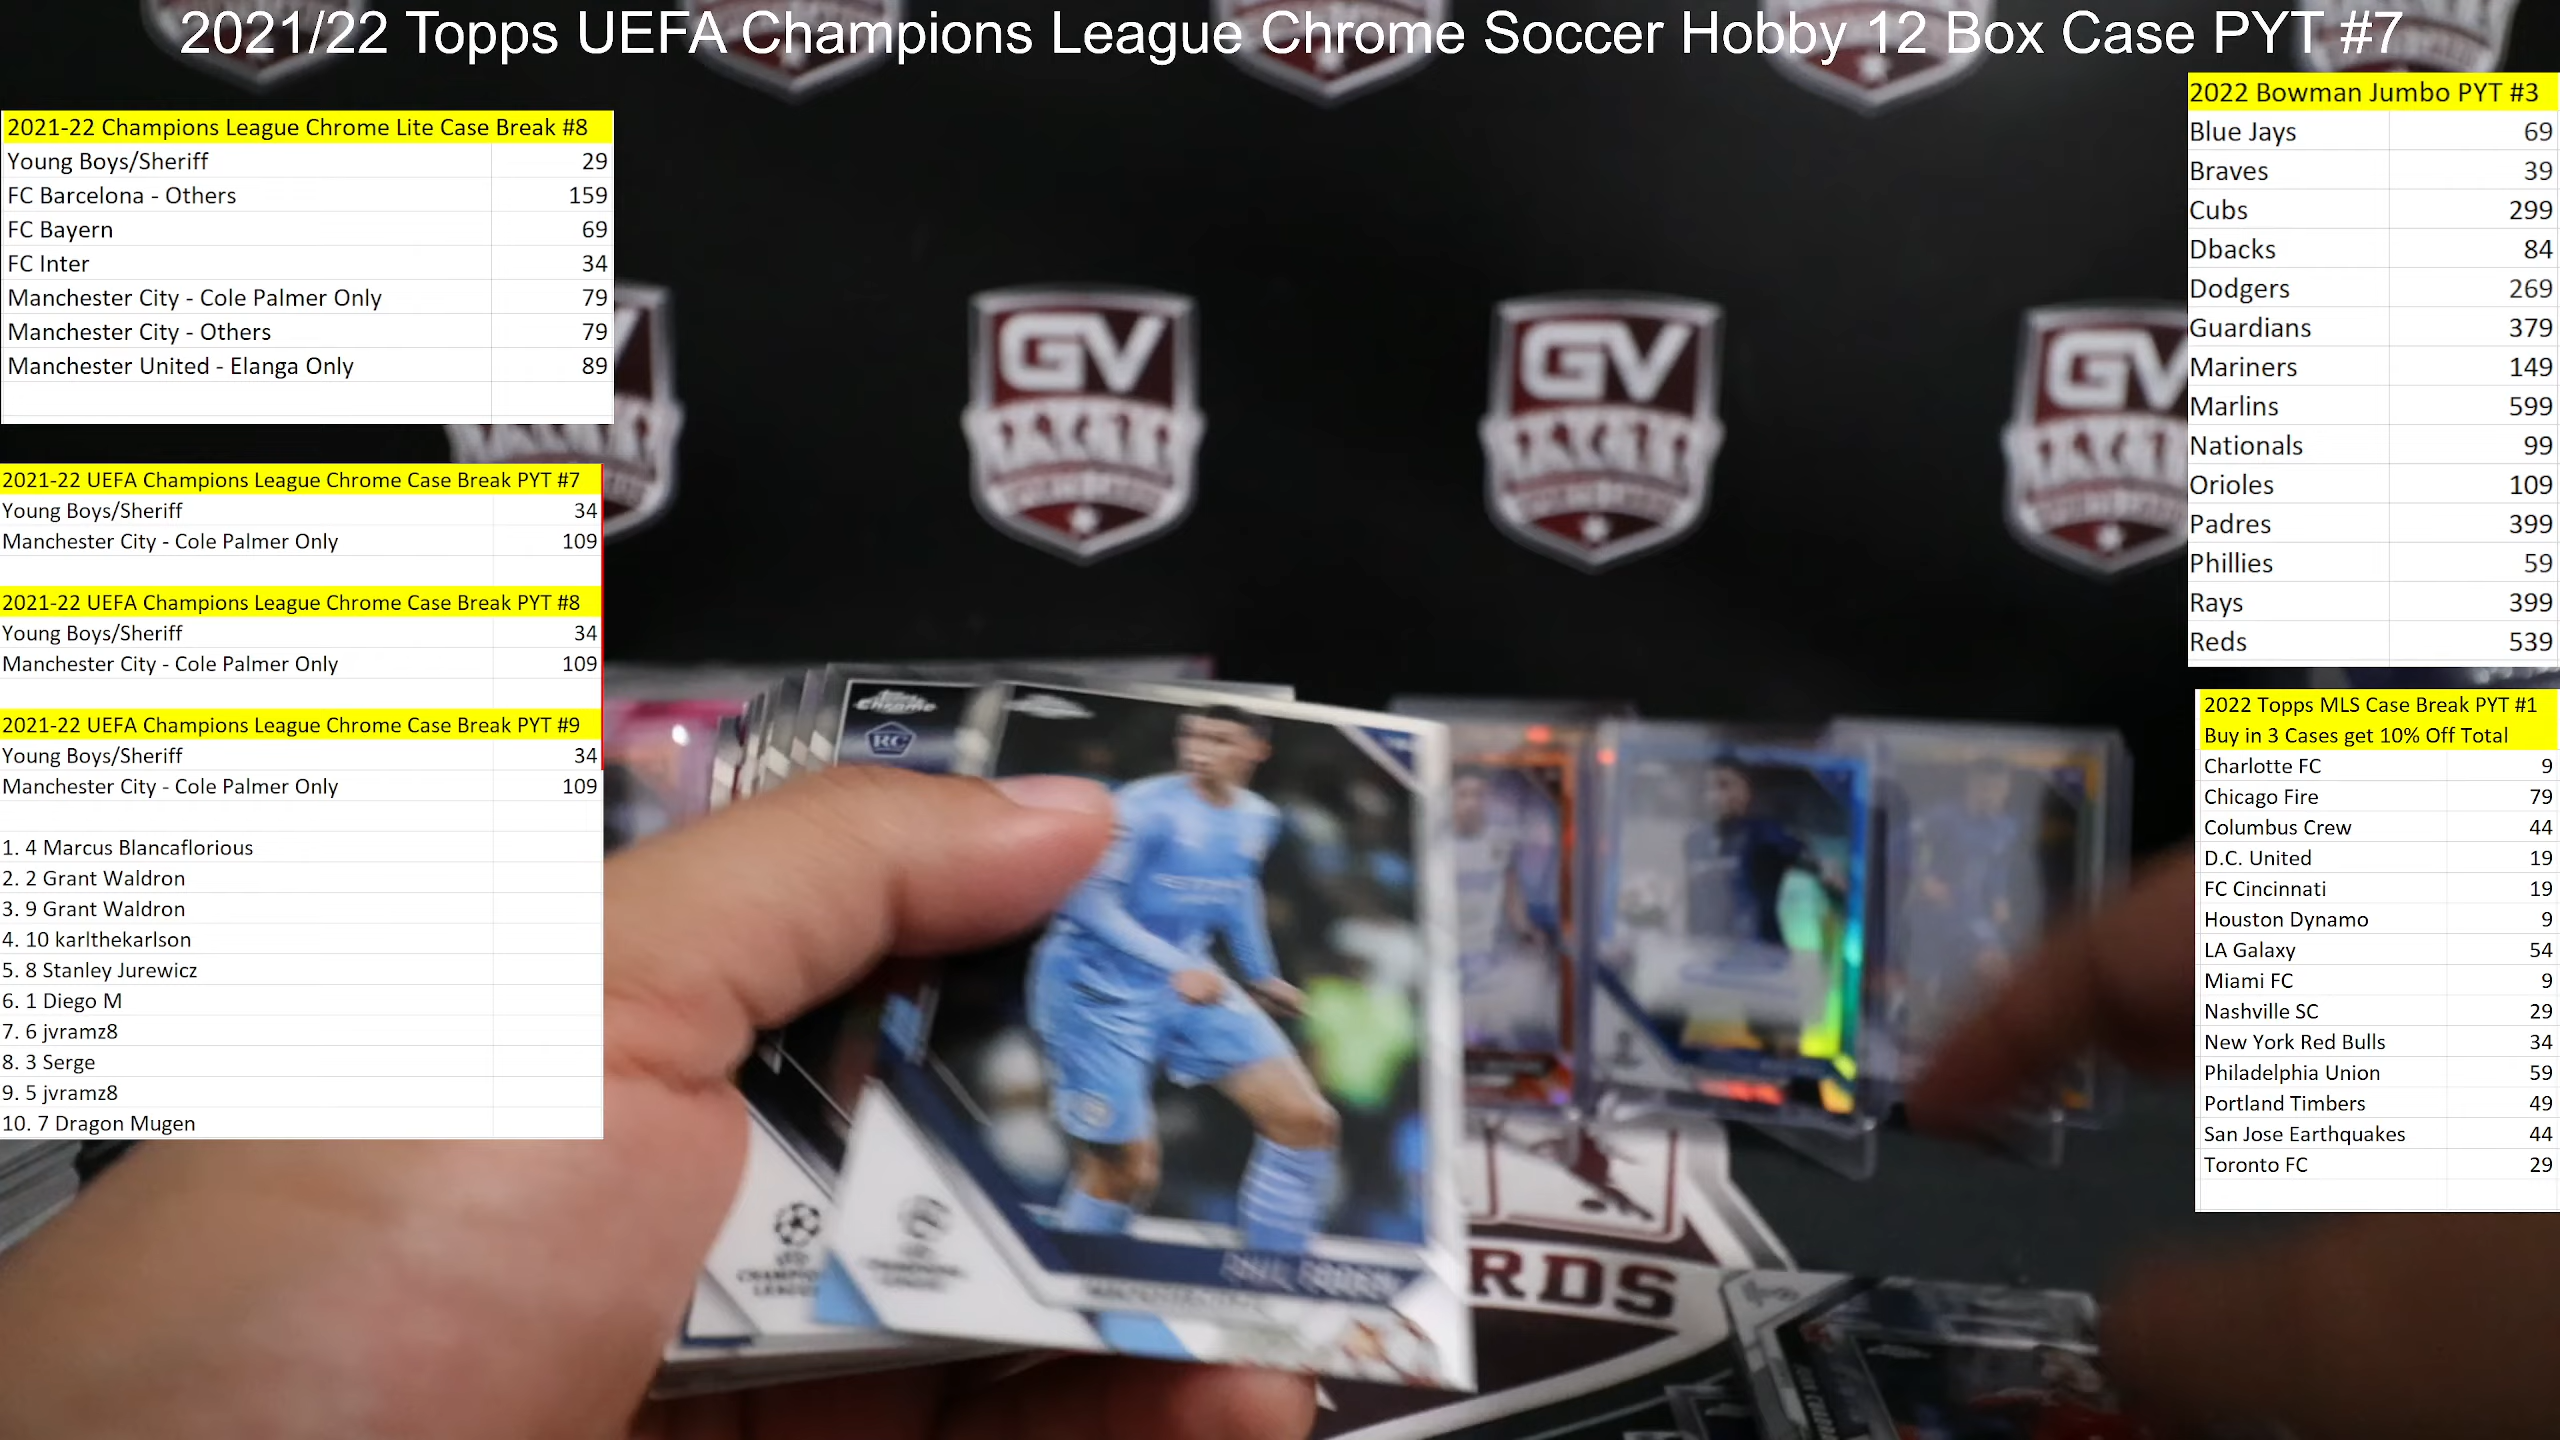 2021/22 Topps UEFA Champions League Chrome Soccer Hobby 12 Box Case PYT #7
2021-22 Champions League Chrome Lite Case Break #8
Young Boys/Sheriff 29
FC Barcelona - Others 159
FC Bayern 69
FC Inter 34
Manchester City - Cole Palmer Only 79
Manchester City - Others 79
Manchester United - Elanga Only 89
2021-22 UEFA Champions League Chrome Case Break PYT #7
Young Boys/Sheriff 34
Manchester City - Cole Palmer Only 109
2021-22 UEFA Champions League Chrome Case Break PYT #8
Young Boys/Sheriff 34
Manchester City - Cole Palmer Only 109
2021-22 UEFA Champions League Chrome Case Break PYT #9
Young Boys/Sheriff 34
Manchester City - Cole Palmer Only 109
1. 4 Marcus Blancaflorious
2. 2 Grant Waldron
3. 9 Grant Waldron
4. 10 karlthekarlson
5. 8 Stanley Jurewicz
6. 1 Diego M
7. 6 jvramz8
8. 3 Serge
9. 5 jvramz8
10. 7 Dragon Mugen
2022 Bowman Jumbo PYT #3
Blue Jays 69
Braves 39
Cubs 299
Dbacks 84
Dodgers 269
Guardians 379
Mariners 149
Marlins 599
Nationals 99
Orioles 109
Padres 399
Phillies 59
Rays 399
Reds 539
2022 Topps MLS Case Break PYT #1
Buy in 3 Cases get 10% Off Total
Charlotte FC 9
Chicago Fire 79
Columbus Crew 44
D.C. United 19
FC Cincinnati 19
Houston Dynamo 9
LA Galaxy 54
Miami FC 9
Nashville SC 29
New York Red Bulls 34
Philadelphia Union 59
Portland Timbers 49
San Jose Earthquakes 44
Toronto FC 29
GV
GV
GV
Chrome
RC
PHIL FODEN
RDS